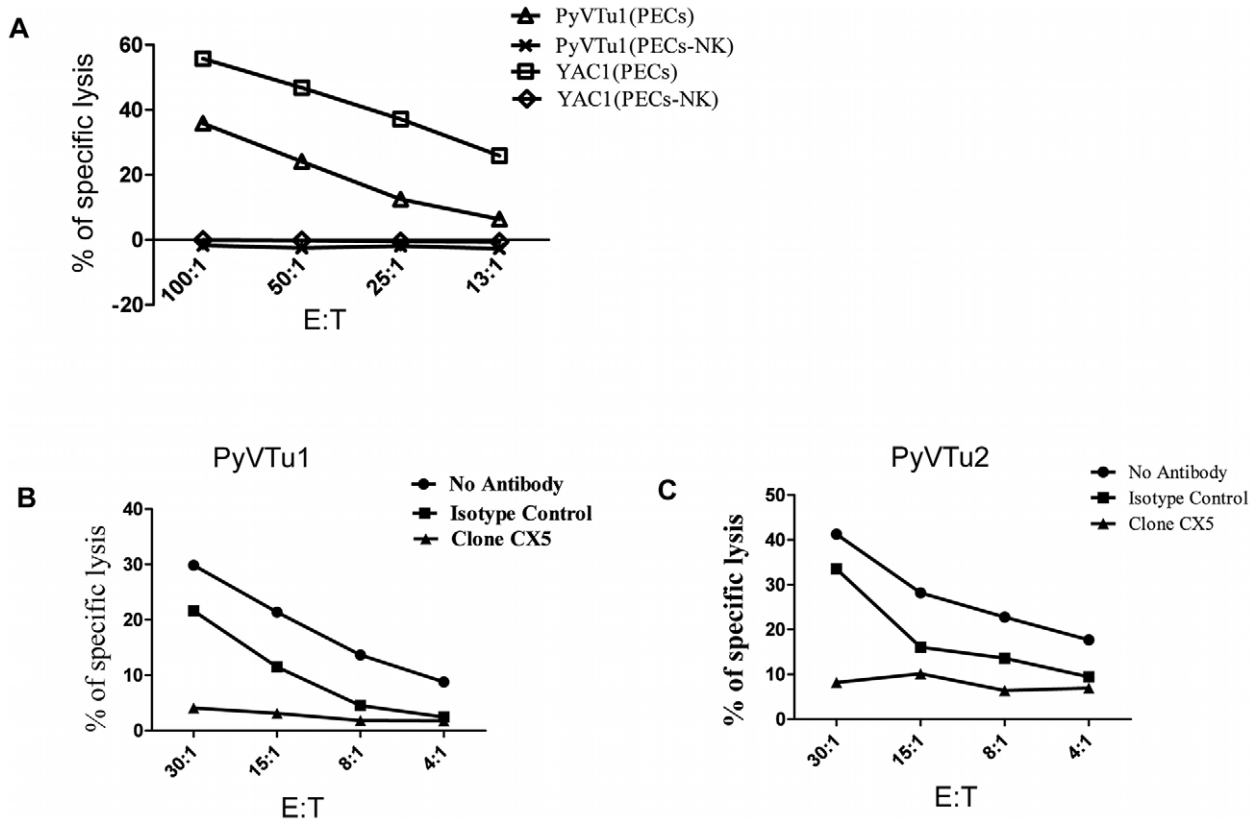 A
PyVTu1(PECs)
PyVTu1(PECs-NK)
YAC1(PECs)
YAC1(PECs-NK)
% of specific lysis
60
40
20
0
-20
100:1
50:1
25:1
13:1
E:T
PyVTu1
B
No Antibody
Isotype Control
Clone CX5
% of specific lysis
40
30
20
10
0
30:1
15:1
8:1
4:1
E:T
PyVTu2
C
No Antibody
Isotype Control
Clone CX5
% of specific lysis
50
40
30
20
10
0
30:1
15:1
8:1
4:1
E:T